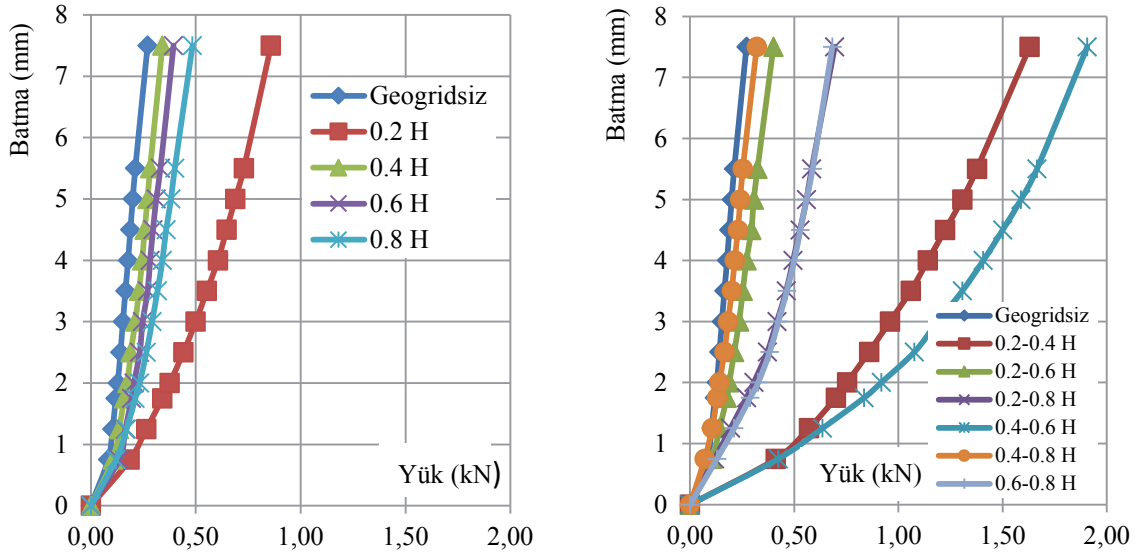 Batma (mm)
8
7
6
5
4
3
2
1
0
Geogridsiz
0.2 H
0.4 H
0.6 H
0.8 H
Yük (kN)
0,00 0,50 1,00 1,50 2,00
Batma (mm)
8
7
6
5
4
3
2
1
0
Geogridsiz
0.2-0.4 H
0.2-0.6 H
0.2-0.8 H
0.4-0.6 H
0.4-0.8 H
0.6-0.8 H
Yük (kN)
0,00 0,50 1,00 1,50 2,00